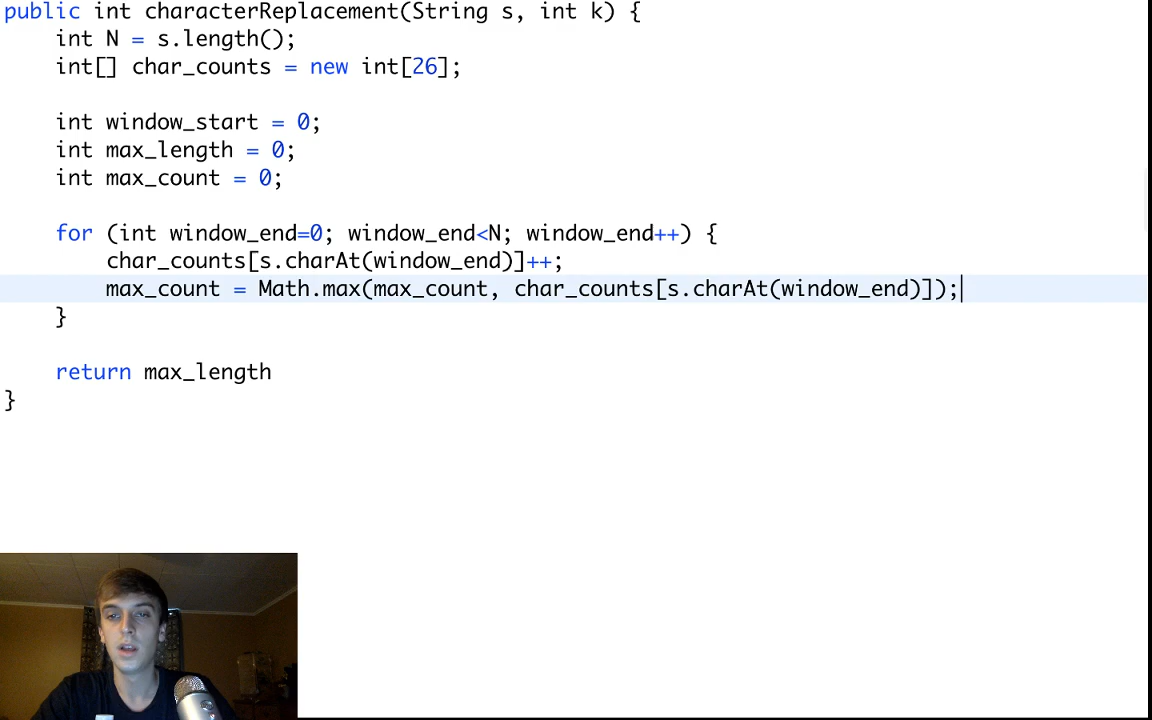 public int characterReplacement(String s, int k) {
int N = s.length();
int[] char_counts = new int[26];
int window_start = 0;
int max_length = 0;
int max_count = 0;
for (int window_end=0; window_end<N; window_end++) {
char_counts[s.charAt(window_end)]++;
max_count = Math.max(max_count, char_counts[s.charAt(window_end)]);
}
return max_length
}